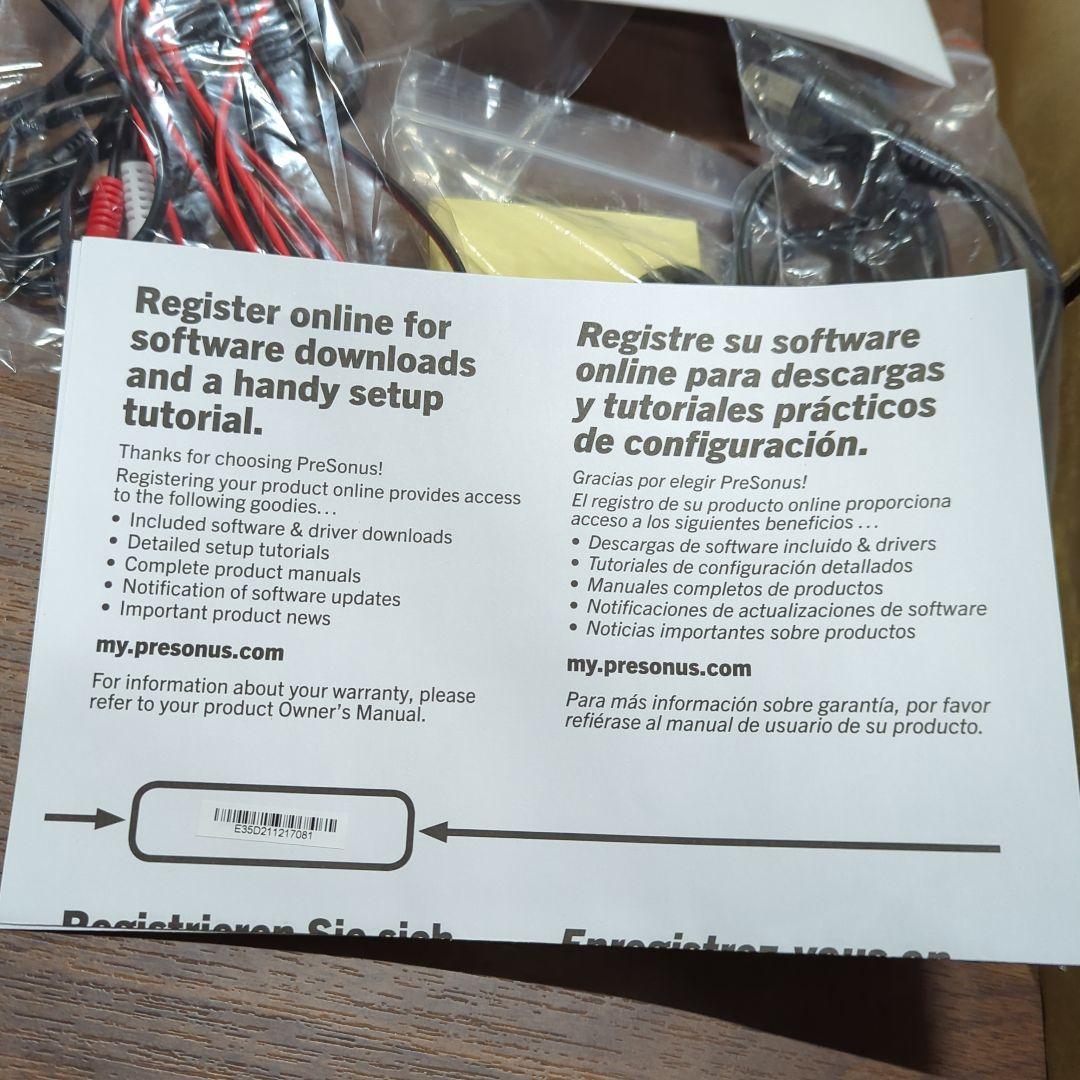 Register online for
software downloads
and a handy setup
tutorial.
Thanks for choosing PreSonus!
Registering your product online provides access
to the following goodies...
• Included software & driver downloads
• Detailed setup tutorials
• Complete product manuals
• Notification of software updates
• Important product news
my.presonus.com
For information about your warranty, please
refer to your product Owner's Manual.
Registre su software
online para descargas
y tutoriales prácticos
de configuración.
Gracias por elegir PreSonus!
El registro de su producto online proporciona
acceso a los siguientes beneficios ...
• Descargas de software incluido & drivers
• Tutoriales de configuración detallados
• Manuales completos de productos
• Notificaciones de actualizaciones de software
• Noticias importantes sobre productos
my.presonus.com
Para más información sobre garantía, por favor
refiérase al manual de usuario de su producto.
E35D211217081
Registrieren Sie sich
Enregistrez-vous en